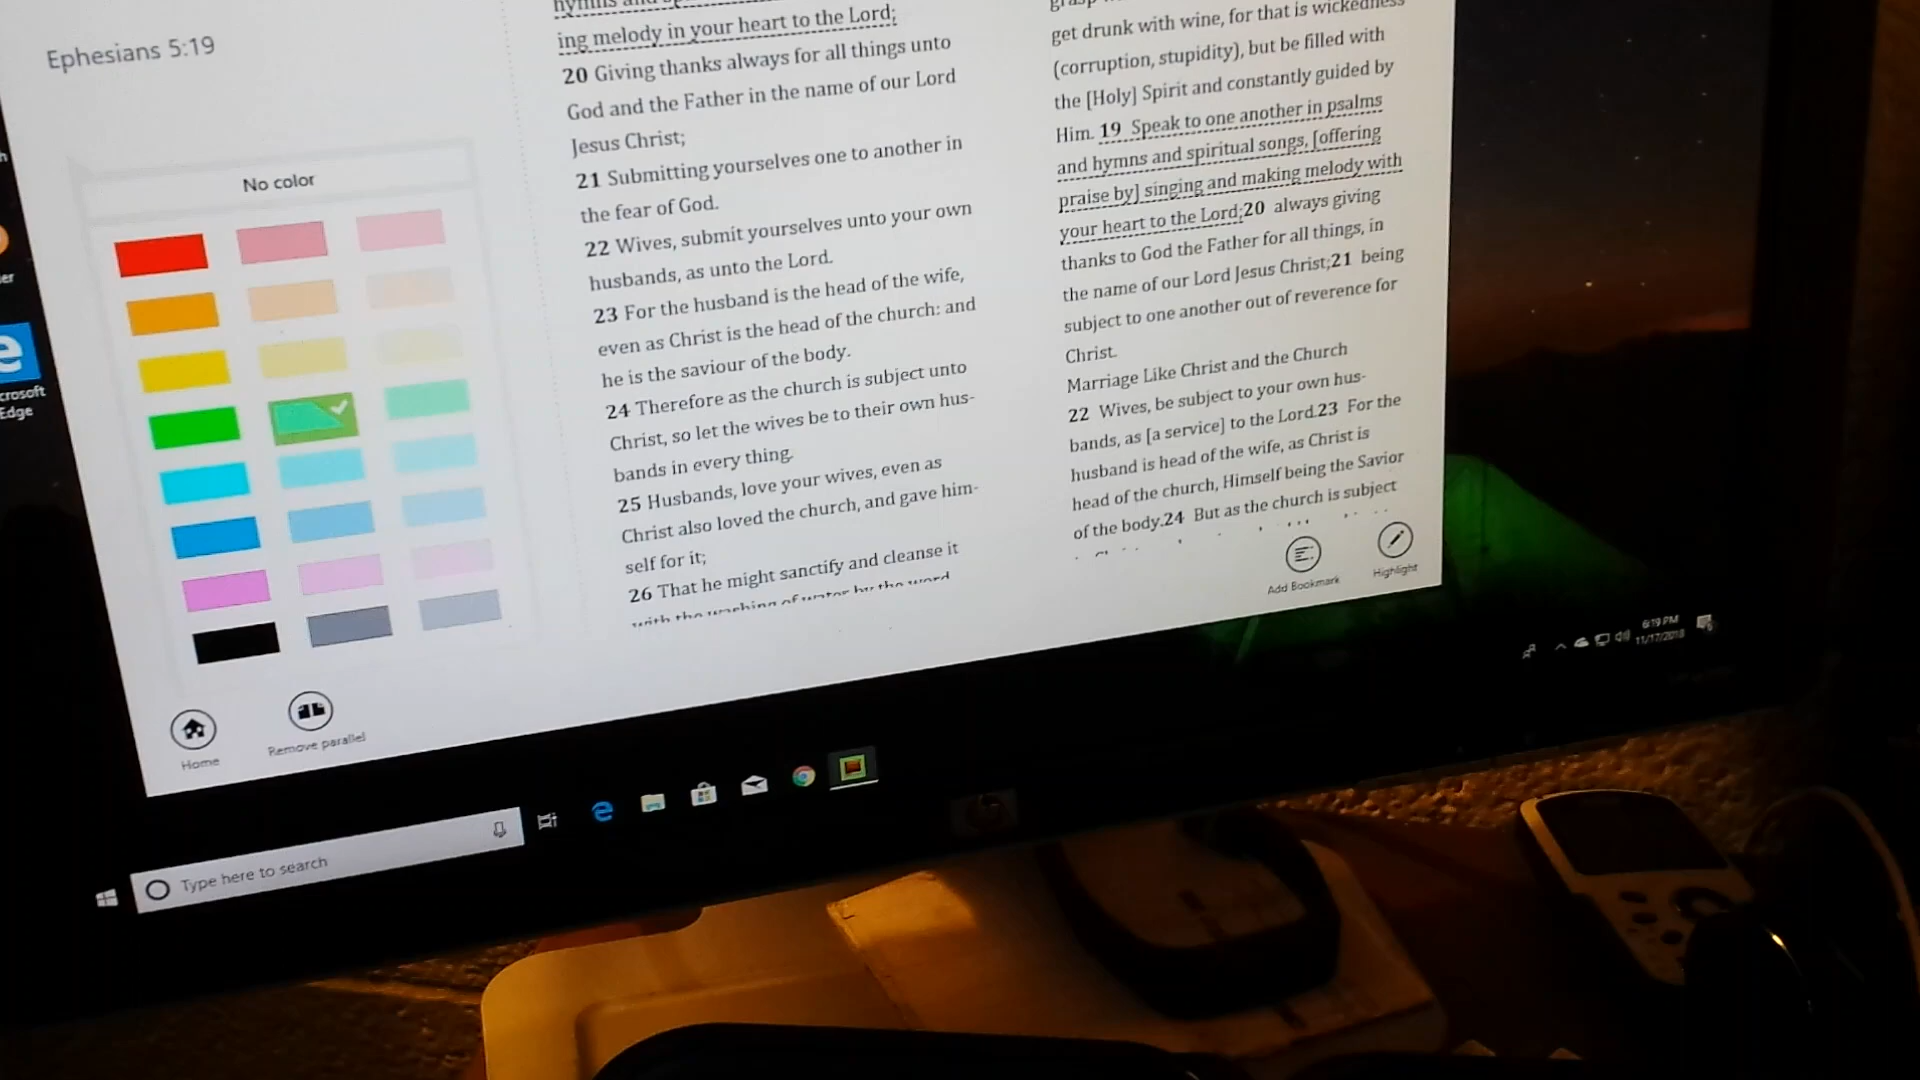 Ephesians 5:19
No color
Home
Remove parallel
ing melody in your heart to the Lord;
20 Giving thanks always for all things unto
God and the Father in the name of our Lord
Jesus Christ;
21 Submitting yourselves one to another in
the fear of God.
22 Wives, submit yourselves unto your own
husbands, as unto the Lord.
23 For the husband is the head of the wife,
even as Christ is the head of the church: and
he is the saviour of the body.
24 Therefore as the church is subject unto
Christ, so let the wives be to their own hus-
bands in every thing.
25 Husbands, love your wives, even as
Christ also loved the church, and gave him-
self for it;
26 That he might sanctify and cleanse it
with the washing of water by the word
get drunk with wine, for that is wickedness
(corruption, stupidity), but be filled with
the [Holy] Spirit and constantly guided by
Him. 19 Speak to one another in psalms
and hymns and spiritual songs, [offering
praise by] singing and making melody with
your heart to the Lord;20 always giving
thanks to God the Father for all things, in
the name of our Lord Jesus Christ;21 being
subject to one another out of reverence for
Christ.
Marriage Like Christ and the Church
22 Wives, be subject to your own hus-
bands, as [a service] to the Lord.23 For the
husband is head of the wife, as Christ is
head of the church, Himself being the Savior
of the body.24 But as the church is subject
Add Bookmark
Highlight
Edge
Type here to search
6:19 PM
11/17/2018